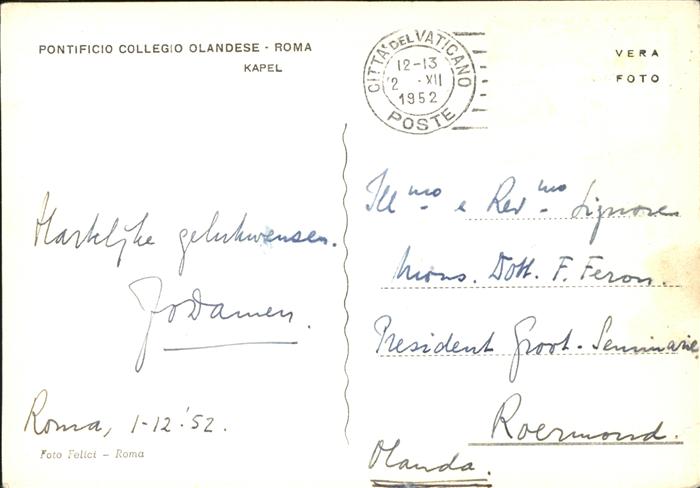 PONTIFICIO COLLEGIO OLANDESE - ROMA
KAPEL
CITTA' DEL VATICANO
12-13
2 · XII
1952
POSTE
VERA
FOTO
Hartelijke gelukwensen.
Jo Damen.
Roma, 1-12-'52.
Foto Felici - Roma
Ill mo e Rev mo Signore
Mons. Dott. F. Feron.
President Groot-Seminarie
Roermond.
Olanda.